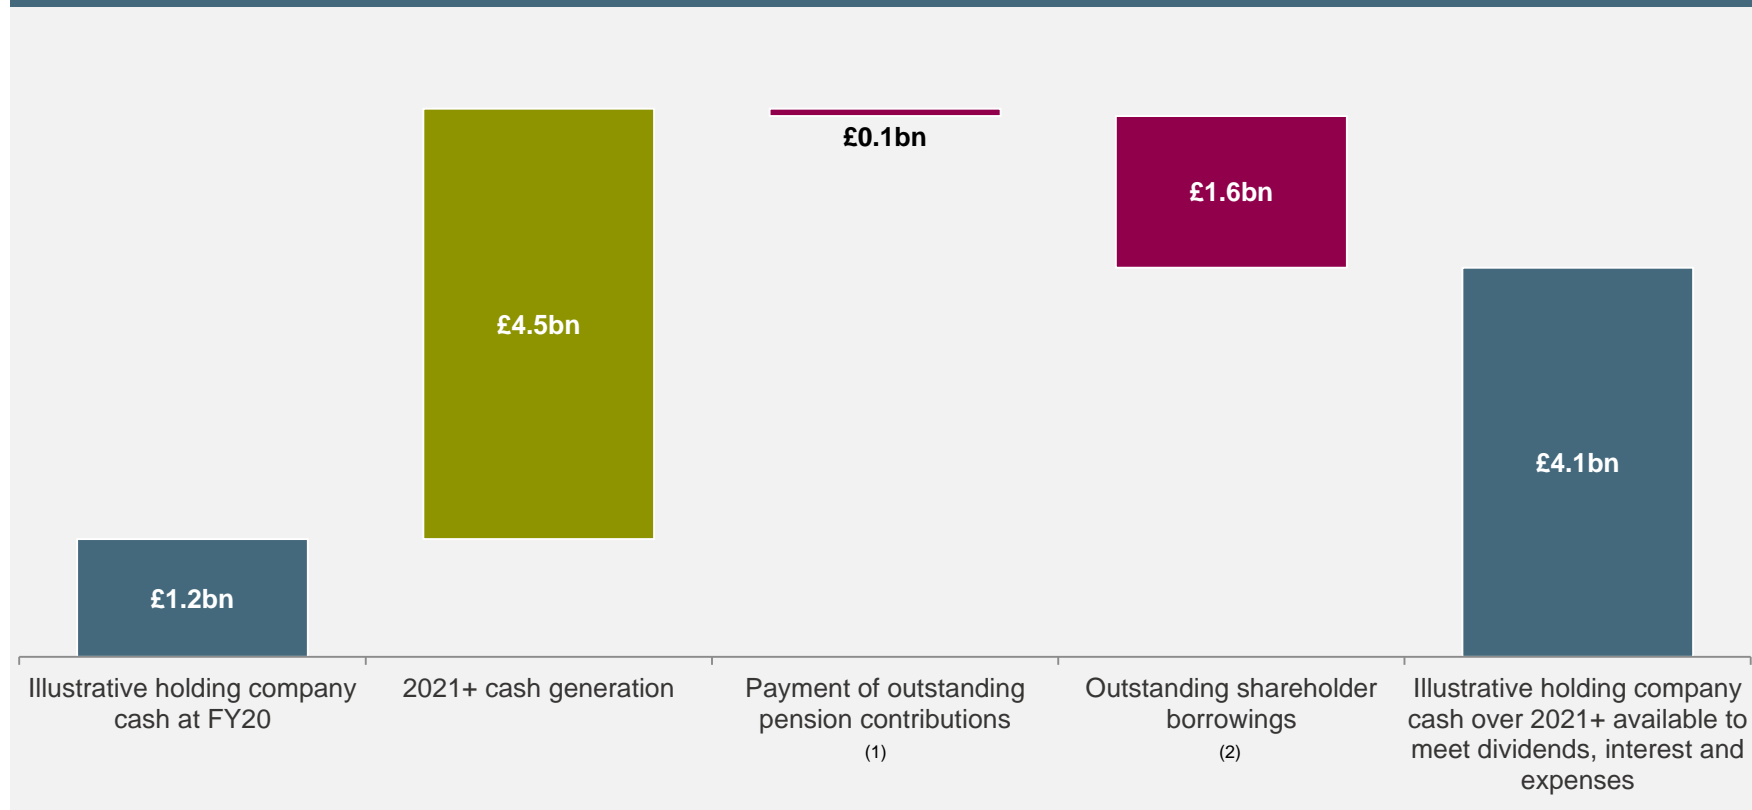 £0.1bn
£1.6bn
£4.5bn
£4.1bn
£1.2bn
Illustrative holding company
cash at FY20
2021+ cash generation
Payment of outstanding
pension contributions
(1)
Outstanding shareholder
borrowings
(2)
Illustrative holding company
cash over 2021+ available to
meet dividends, interest and
expenses